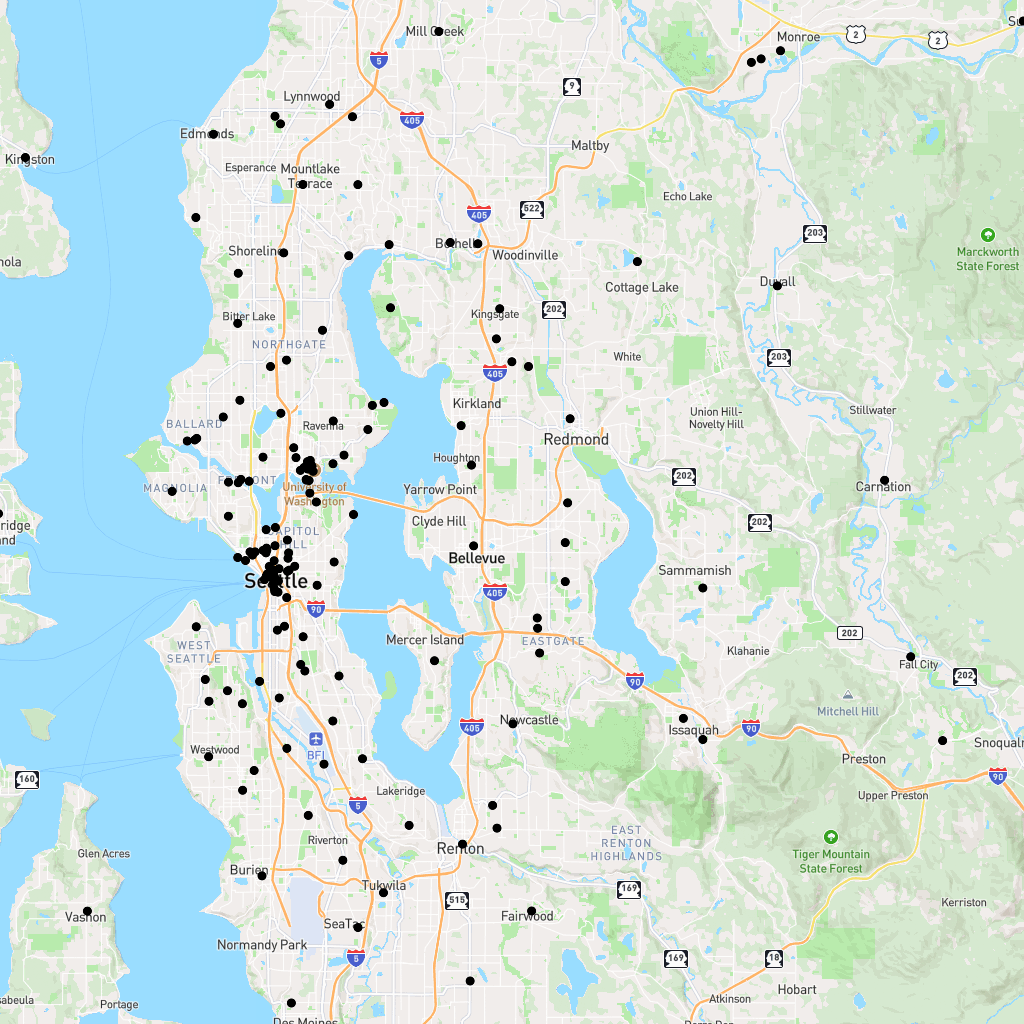 Mill Creek
Monroe
2
2
Su
5
9
Lynnwood
405
Edmonds
Maltby
Kingston
Esperance
Mountlake
Terrace
Echo Lake
522
405
203
Marckworth
State Forest
Shoreline
Bothell
Woodinville
nola
Duvall
Cottage Lake
Bitter Lake
Kingsgate
202
NORTHGATE
White
203
405
Kirkland
Union Hill-
Novelty Hill
Stillwater
BALLARD
Ravenna
Redmond
Houghton
202
MAGNOLIA
FREMONT
University of
Washington
Yarrow Point
Carnation
ridge
nd
Clyde Hill
202
CAPITOL
HILL
Bellevue
Sammamish
Seattle
405
90
202
WEST
SEATTLE
Mercer Island
EASTGATE
Klahanie
Fall City
202
90
Mitchell Hill
Newcastle
405
Issaquah
90
Snoqualm
Westwood
BFI
Preston
160
90
Lakeridge
5
Upper Preston
Riverton
Renton
EAST
RENTON
HIGHLANDS
Tiger Mountain
State Forest
Glen Acres
Burien
Tukwila
169
515
Kerriston
Vashon
Fairwood
SeaTac
Normandy Park
5
169
18
Hobart
sabeula
Portage
Atkinson
Des Moines